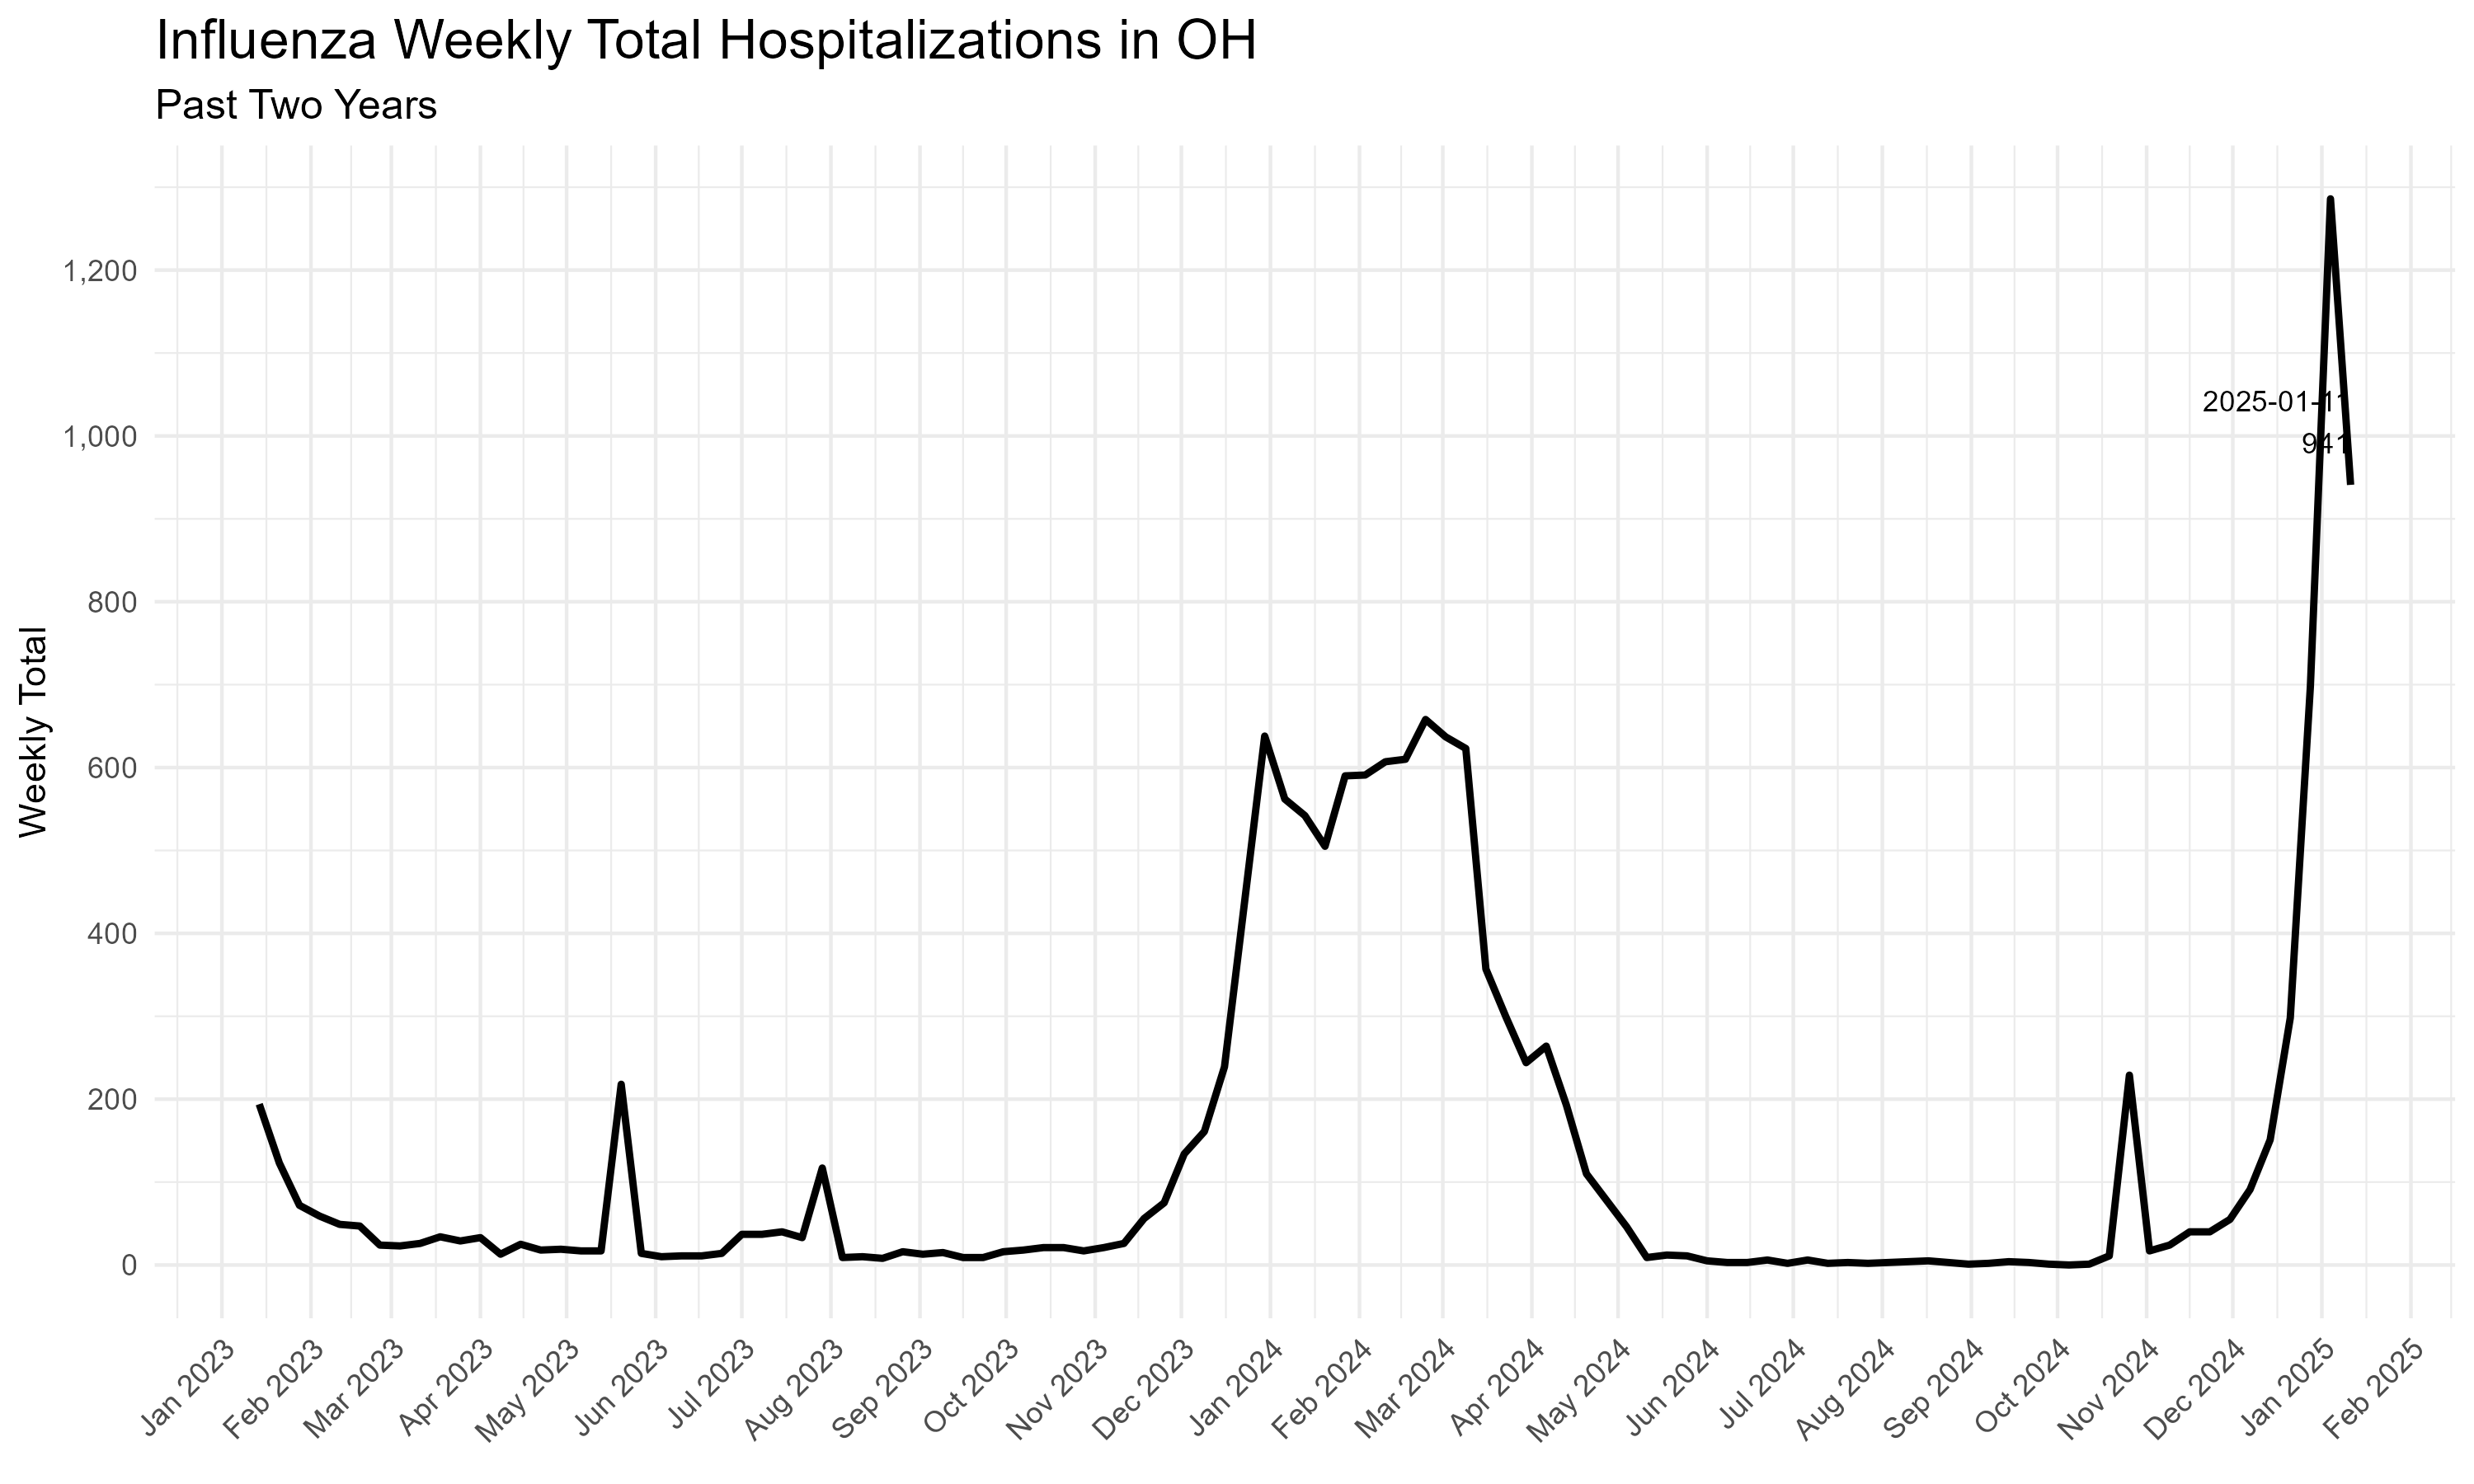 Influenza Weekly Total Hospitalizations in OH
Past Two Years
Weekly Total
1,200
1,000
800
600
400
200
0
2025-01-11
941
Jan 2023
Feb 2023
Mar 2023
Apr 2023
May 2023
Jun 2023
Jul 2023
Aug 2023
Sep 2023
Oct 2023
Nov 2023
Dec 2023
Jan 2024
Feb 2024
Mar 2024
Apr 2024
May 2024
Jun 2024
Jul 2024
Aug 2024
Sep 2024
Oct 2024
Nov 2024
Dec 2024
Jan 2025
Feb 2025